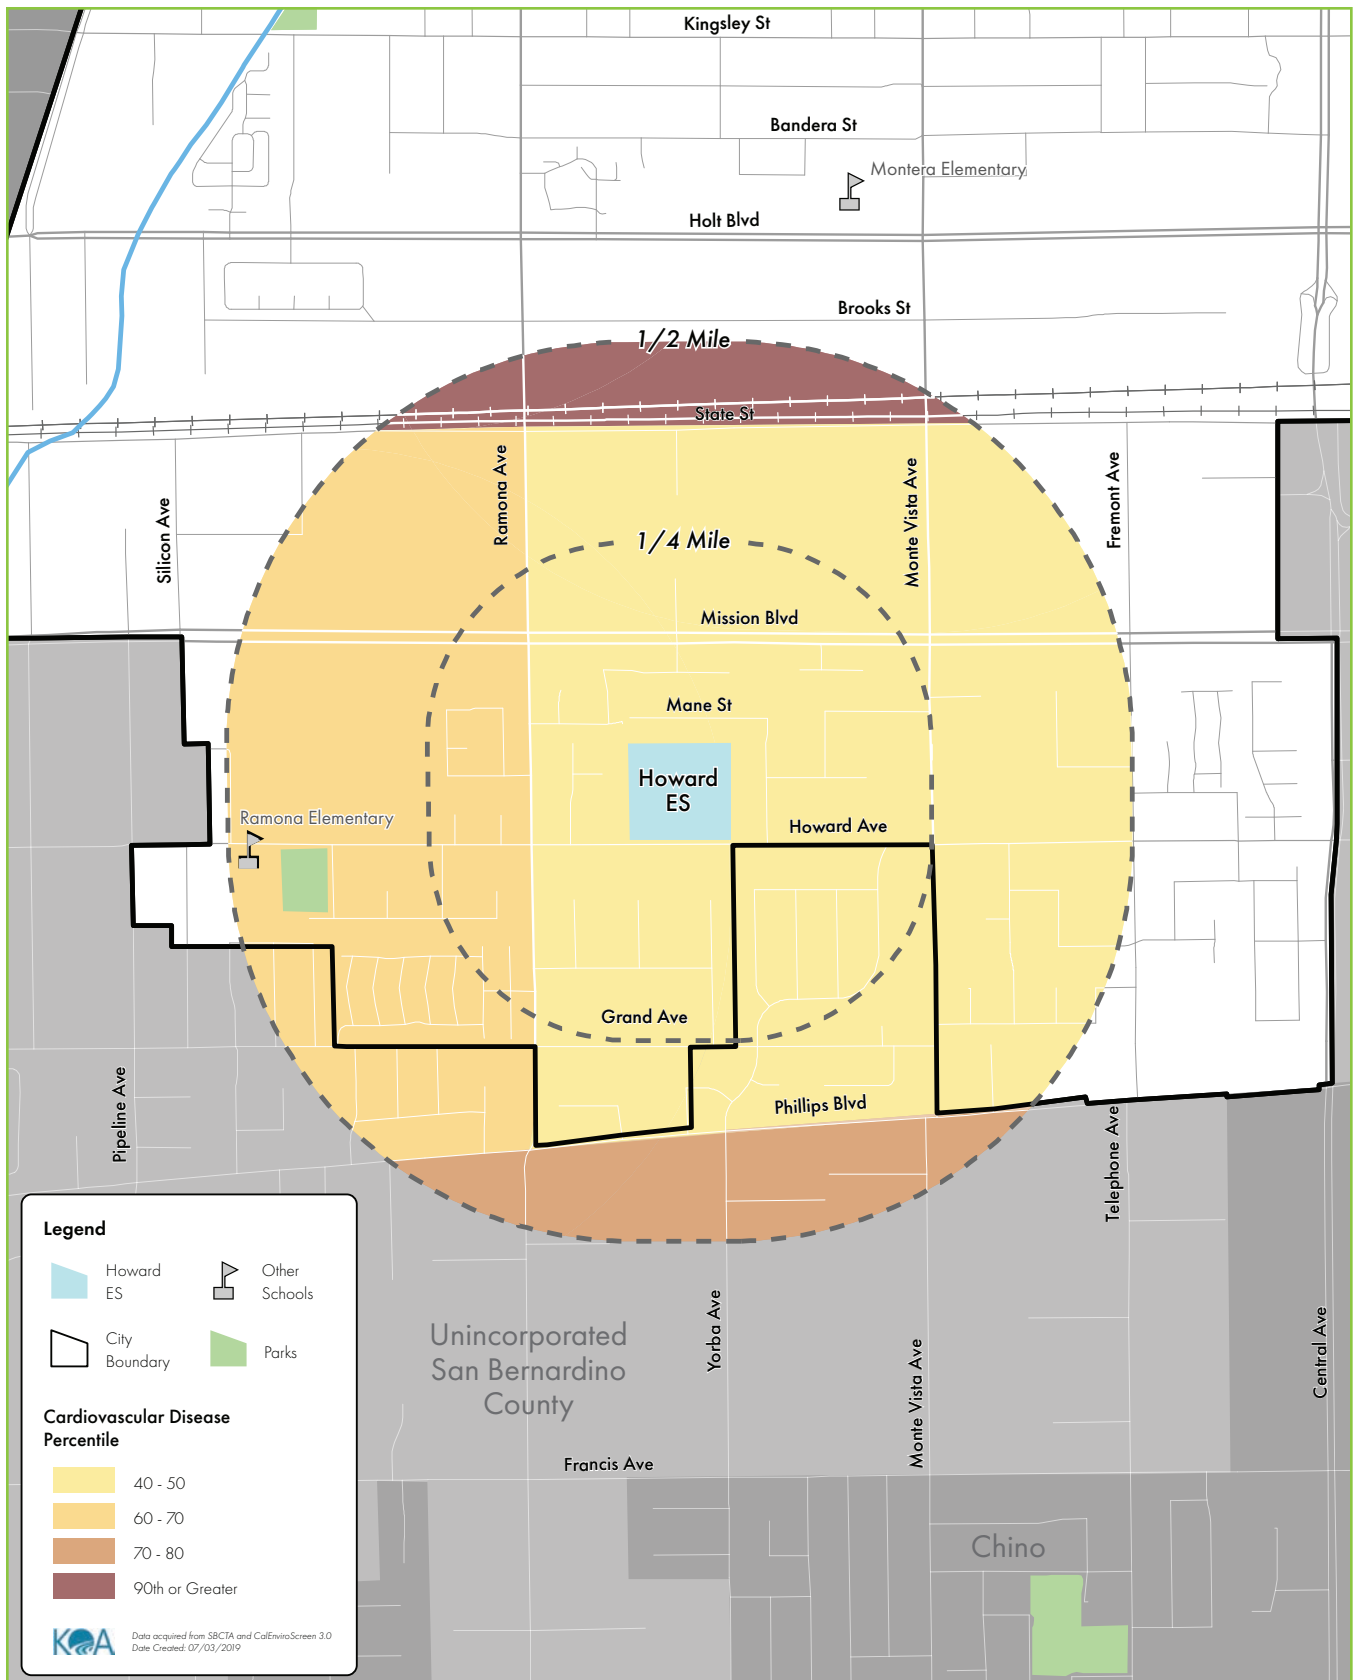 Kingsley St
Bandera St
Montera Elementary
Holt Blvd
Brooks St
1/2 Mile
State St
Ramona Ave
Monte Vista Ave
Fremont Ave
Silicon Ave
1/4 Mile
Mission Blvd
Mane St
Howard
ES
Ramona Elementary
Howard Ave
Grand Ave
Pipeline Ave
Phillips Blvd
Telephone Ave
Legend
Howard
ES
Other
Schools
City
Boundary
Parks
Cardiovascular Disease
Percentile
40 - 50
60 - 70
70 - 80
90th or Greater
KOA
Data acquired from SBCTA and CalEnviroScreen 3.0
Date Created: 07/03/2019
Unincorporated
San Bernardino
County
Yorba Ave
Monte Vista Ave
Central Ave
Francis Ave
Chino